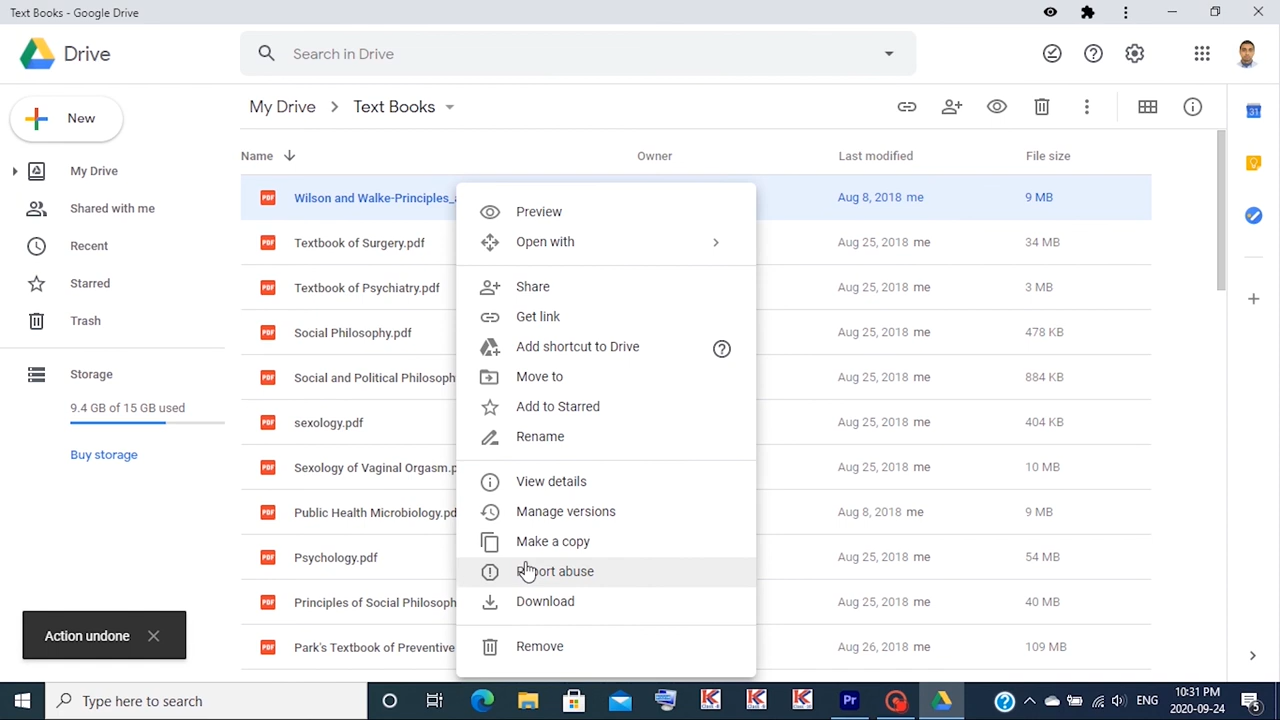 Text Books - Google Drive
Drive
Search in Drive
New
My Drive
Shared with me
Recent
Starred
Trash
Storage
9.4 GB of 15 GB used
Buy storage
Action undone
My Drive > Text Books
Name Owner Last modified File size
Wilson and Walke-Principles_ Aug 8, 2018 me 9 MB
Textbook of Surgery.pdf Aug 25, 2018 me 34 MB
Textbook of Psychiatry.pdf Aug 25, 2018 me 3 MB
Social Philosophy.pdf Aug 25, 2018 me 478 KB
Social and Political Philosoph Aug 25, 2018 me 884 KB
sexology.pdf Aug 25, 2018 me 404 KB
Sexology of Vaginal Orgasm.p Aug 25, 2018 me 10 MB
Public Health Microbiology.pd Aug 8, 2018 me 9 MB
Psychology.pdf Aug 25, 2018 me 54 MB
Principles of Social Philosoph Aug 25, 2018 me 40 MB
Park's Textbook of Preventive Aug 26, 2018 me 109 MB
Preview
Open with
Share
Get link
Add shortcut to Drive
Move to
Add to Starred
Rename
View details
Manage versions
Make a copy
Report abuse
Download
Remove
31
Type here to search
Pr
ENG
10:31 PM
2020-09-24
5